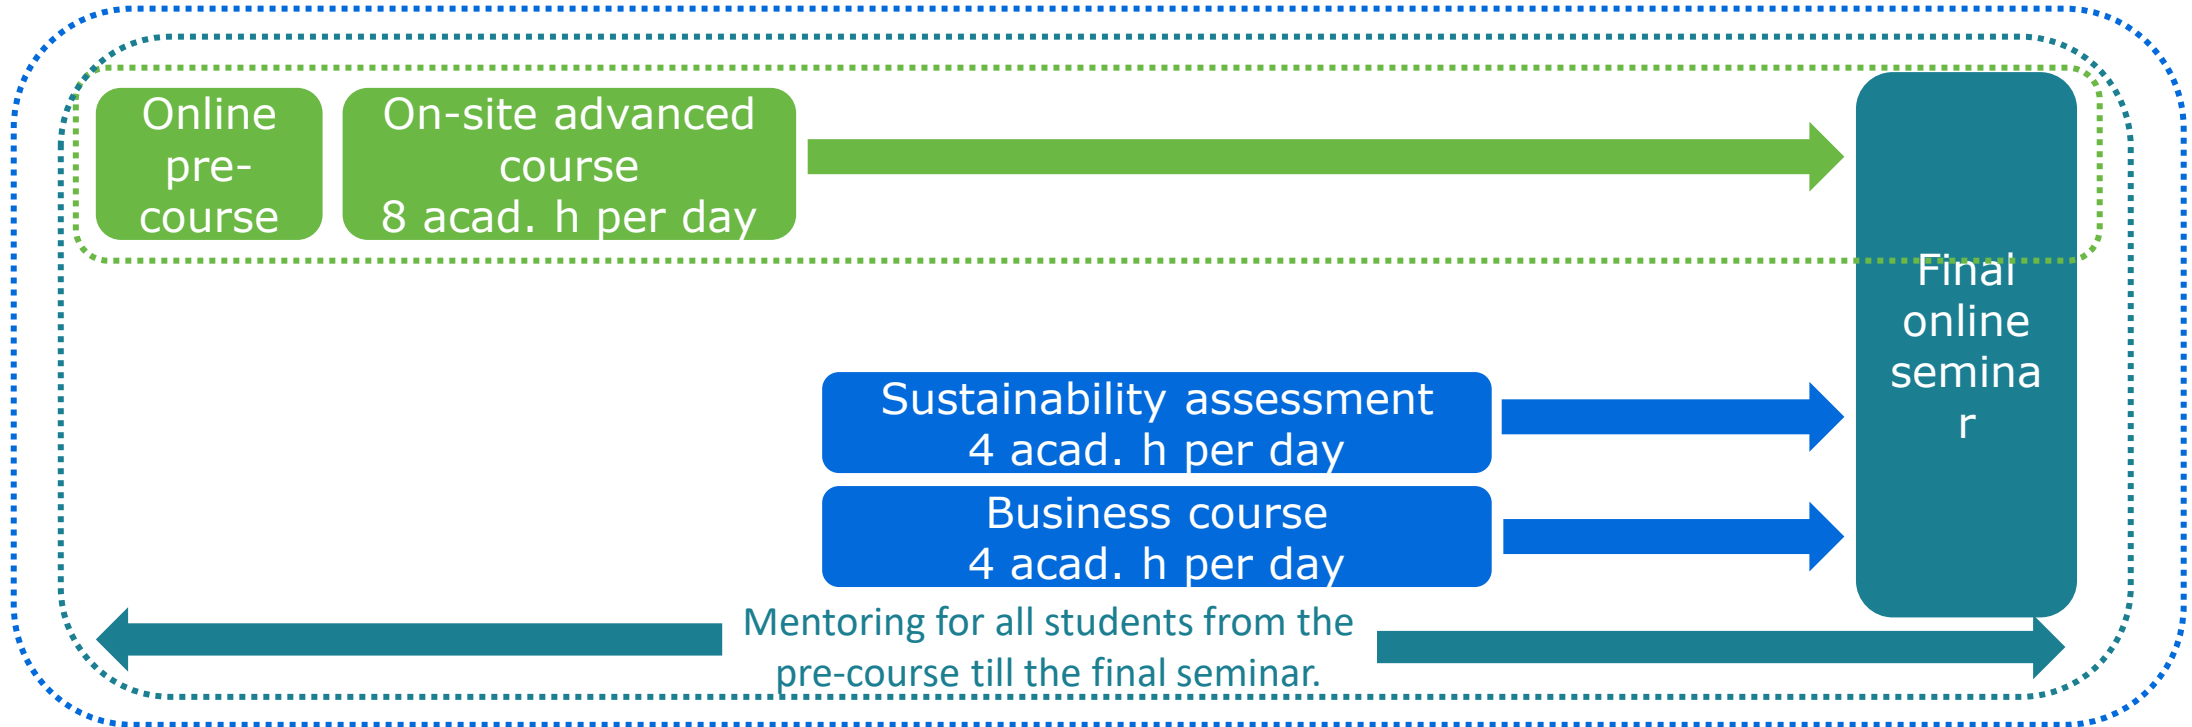 Online
pre-
course
On-site advanced
course
8 acad. h per day
Final
online
semina
r
Sustainability assessment
4 acad. h per day
Business course
4 acad. h per day
Mentoring for all students from the
pre-course till the final seminar.